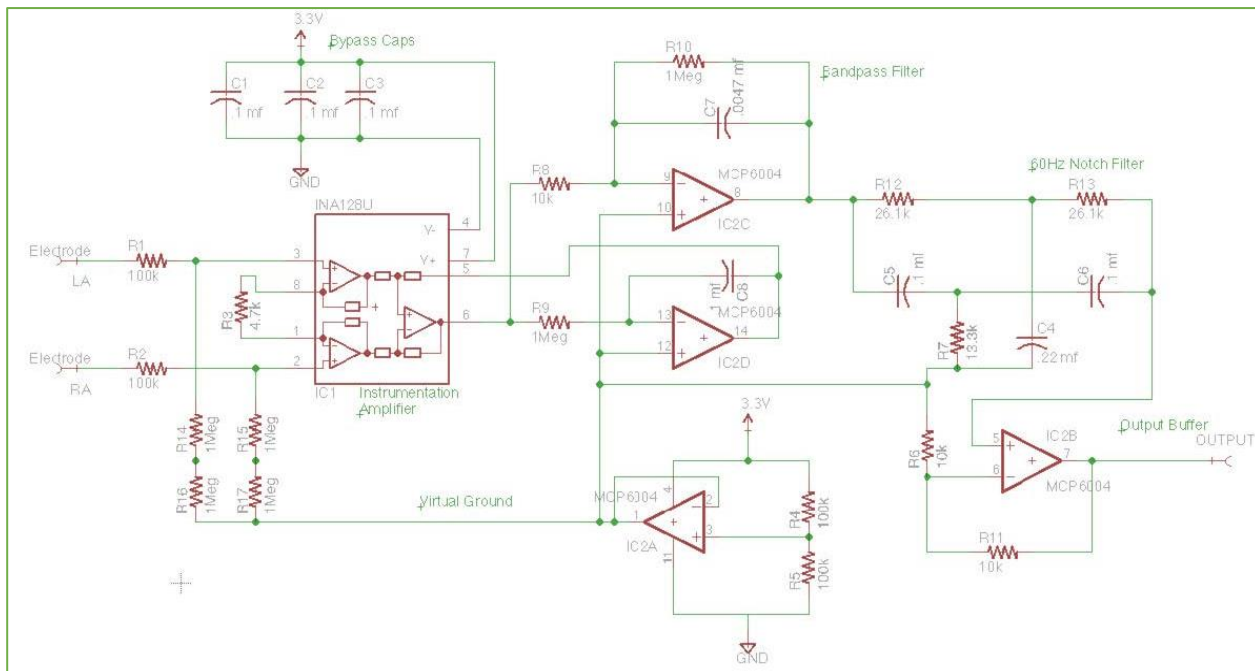 3.3V
Bypass Caps
C1
.1 mf
C2
.1 mf
C3
.1 mf
GND
R10
1Meg
C7
.0047 mf
Bandpass Filter
R8
10k
9
10
8
MCP6004
IC2C
60Hz Notch Filter
R12
26.1k
R13
26.1k
INA128U
V-
V+
4
7
5
3
8
1
2
6
Electrode
LA
R1
100k
R3
4.7k
Electrode
RA
R2
100k
IC1
Instrumentation
Amplifier
R9
1Meg
.1 mf
C8
MCP6004
13
12
14
IC2D
C5
.1 mf
C6
.1 mf
R7
13.3k
C4
.22mf
R14
1Meg
R15
1Meg
R16
1Meg
R17
1Meg
Virtual Ground
3.3V
MCP6004
4
2
1
3
11
IC2A
R4
100k
R5
100k
GND
R6
10k
5
6
7
IC2B
MCP6004
Output Buffer
OUTPUT
R11
10k